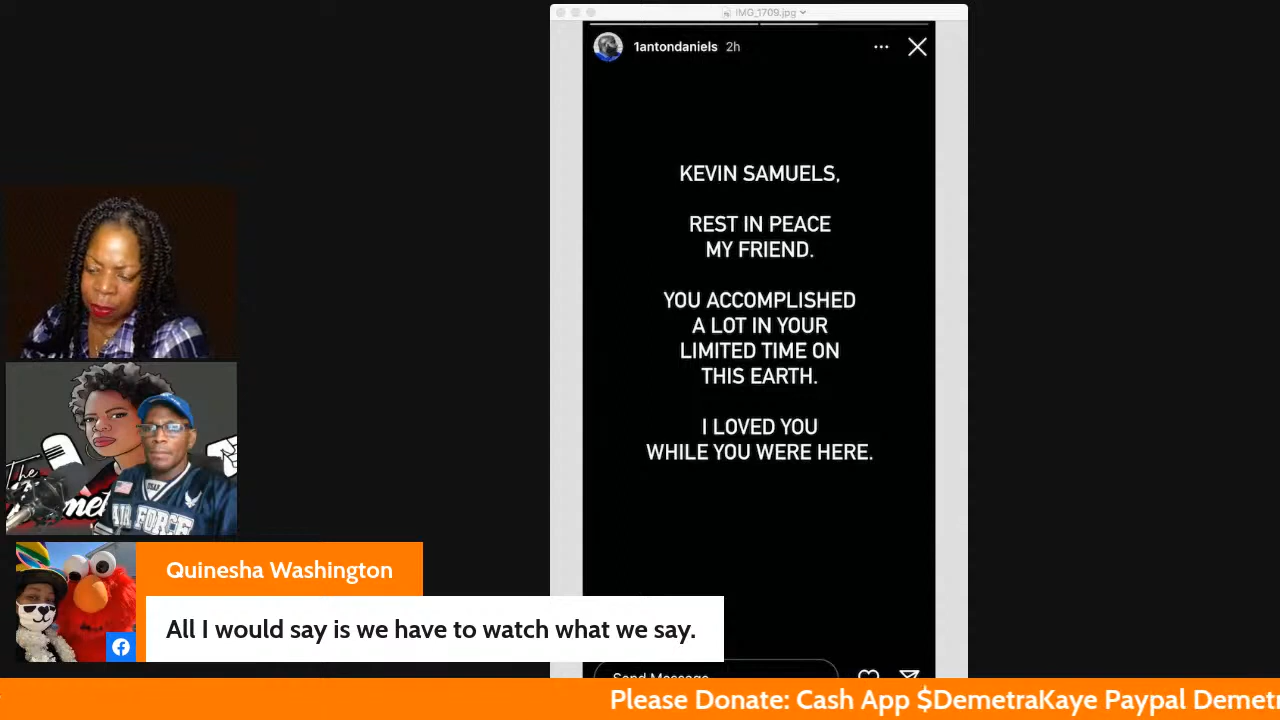 IMG_1709.jpg
1antondaniels 2h
KEVIN SAMUELS,
REST IN PEACE
MY FRIEND.
YOU ACCOMPLISHED
A LOT IN YOUR
LIMITED TIME ON
THIS EARTH.
I LOVED YOU
WHILE YOU WERE HERE.
The
AIR FORCE
Quinesha Washington
All I would say is we have to watch what we say.
Send Message
Please Donate: Cash App $DemetraKaye Paypal Demetr